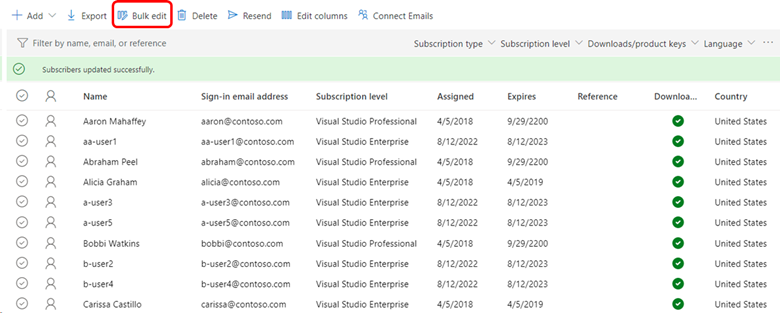 Add Export Bulk edit Delete Resend Edit columns Connect Emails
Filter by name, email, or reference Subscription type Subscription level Downloads/product keys Language
Subscribers updated successfully.
Name Sign-in email address Subscription level Assigned Expires Reference Downloa... Country
Aaron Mahaffey aaron@contoso.com Visual Studio Professional 4/5/2018 9/29/2200 United States
aa-user1 aa-user1@contoso.com Visual Studio Enterprise 8/12/2022 8/12/2023 United States
Abraham Peel abraham@contoso.com Visual Studio Professional 4/5/2018 9/29/2200 United States
Alicia Graham alicia@contoso.com Visual Studio Enterprise 4/5/2018 4/5/2019 United States
a-user3 a-user3@contoso.com Visual Studio Enterprise 8/12/2022 8/12/2023 United States
a-user5 a-user5@contoso.com Visual Studio Enterprise 8/12/2022 8/12/2023 United States
Bobbi Watkins bobbi@contoso.com Visual Studio Professional 4/5/2018 9/29/2200 United States
b-user2 b-user2@contoso.com Visual Studio Enterprise 8/12/2022 8/12/2023 United States
b-user4 b-user4@contoso.com Visual Studio Enterprise 8/12/2022 8/12/2023 United States
Carissa Castillo carissa@contoso.com Visual Studio Enterprise 4/5/2018 4/5/2019 United States